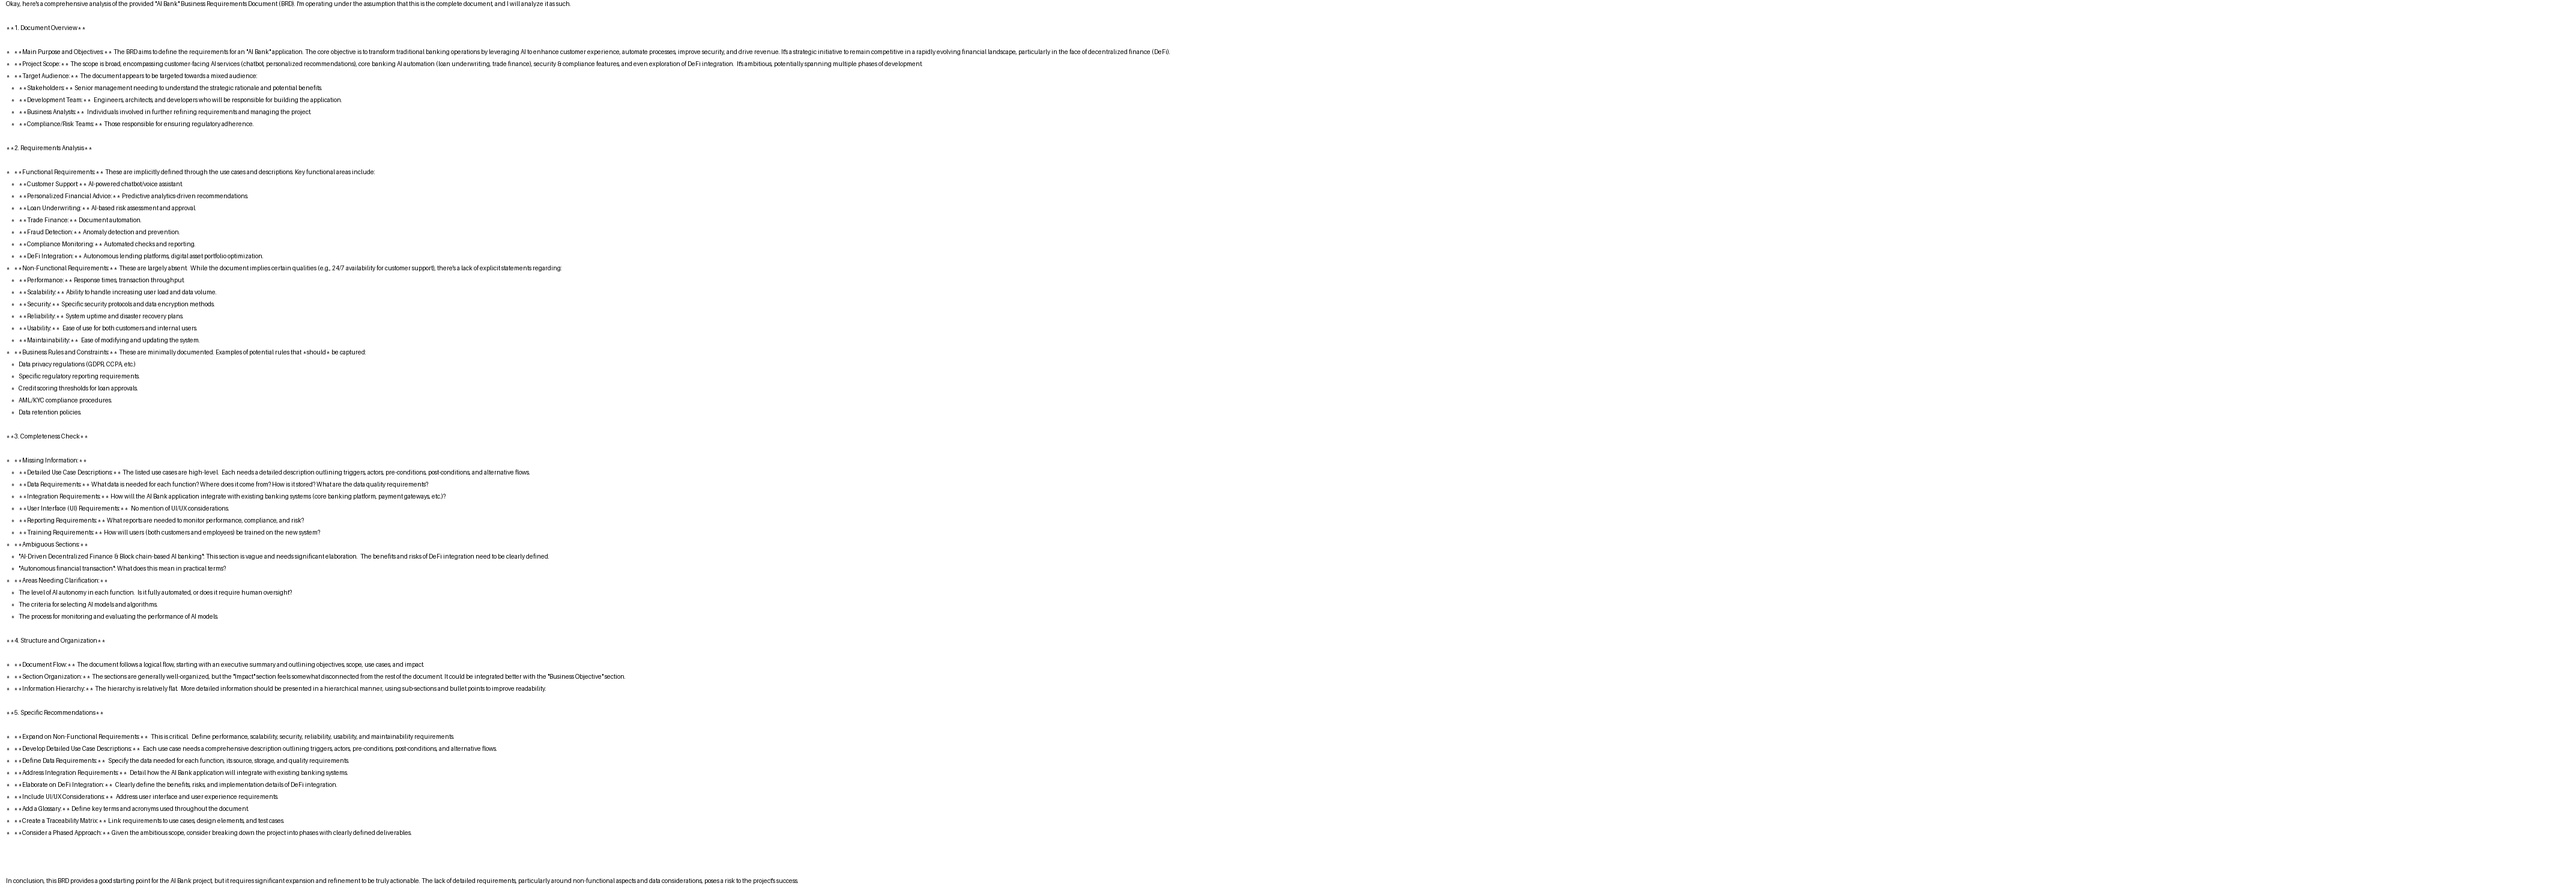 Okay, here's a comprehensive analysis of the provided "AI Bank" Business Requirements Document (BRD). I'm operating under the assumption that this is the complete document, and I will analyze it as such.
**1. Document Overview**
* **Main Purpose and Objectives:** The BRD aims to define the requirements for an "AI Bank" application. The core objective is to transform traditional banking operations by leveraging AI to enhance customer experience, automate processes, improve security, and drive revenue. It's a strategic initiative to remain competitive in a rapidly evolving financial landscape, particularly in the face of decentralized finance (DeFi).
* **Project Scope:** The scope is broad, encompassing customer-facing AI services (chatbot, personalized recommendations), core banking AI automation (loan underwriting, trade finance), security & compliance features, and even exploration of DeFi integration. It's ambitious, potentially spanning multiple phases of development.
* **Target Audience:** The document appears to be targeted towards a mixed audience:
* **Stakeholders:** Senior management needing to understand the strategic rationale and potential benefits.
* **Development Team:** Engineers, architects, and developers who will be responsible for building the application.
* **Business Analysts:** Individuals involved in further refining requirements and managing the project.
* **Compliance/Risk Teams:** Those responsible for ensuring regulatory adherence.
**2. Requirements Analysis**
* **Functional Requirements:** These are implicitly defined through the use cases and descriptions. Key functional areas include:
* **Customer Support:** AI-powered chatbot/voice assistant.
* **Personalized Financial Advice:** Predictive analytics-driven recommendations.
* **Loan Underwriting:** AI-based risk assessment and approval.
* **Trade Finance:** Document automation.
* **Fraud Detection:** Anomaly detection and prevention.
* **Compliance Monitoring:** Automated checks and reporting.
* **DeFi Integration:** Autonomous lending platforms, digital asset portfolio optimization.
* **Non-Functional Requirements:** These are largely absent. While the document implies certain qualities (e.g., 24/7 availability for customer support), there's a lack of explicit statements regarding:
* **Performance:** Response times, transaction throughput.
* **Scalability:** Ability to handle increasing user load and data volume.
* **Security:** Specific security protocols and data encryption methods.
* **Reliability:** System uptime and disaster recovery plans.
* **Usability:** Ease of use for both customers and internal users.
* **Maintainability:** Ease of modifying and updating the system.
* **Business Rules and Constraints:** These are minimally documented. Examples of potential rules that *should* be captured:
* Data privacy regulations (GDPR, CCPA, etc.)
* Specific regulatory reporting requirements.
* Credit scoring thresholds for loan approvals.
* AML/KYC compliance procedures.
* Data retention policies.
**3. Completeness Check**
* **Missing Information:**
* **Detailed Use Case Descriptions:** The listed use cases are high-level. Each needs a detailed description outlining triggers, actors, pre-conditions, post-conditions, and alternative flows.
* **Data Requirements:** What data is needed for each function? Where does it come from? How is it stored? What are the data quality requirements?
* **Integration Requirements:** How will the AI Bank application integrate with existing banking systems (core banking platform, payment gateways, etc.)?
* **User Interface (UI) Requirements:** No mention of UI/UX considerations.
* **Reporting Requirements:** What reports are needed to monitor performance, compliance, and risk?
* **Training Requirements:** How will users (both customers and employees) be trained on the new system?
* **Ambiguous Sections:**
* "AI-Driven Decentralized Finance & Block chain-based AI banking": This section is vague and needs significant elaboration. The benefits and risks of DeFi integration need to be clearly defined.
* "Autonomous financial transaction": What does this mean in practical terms?
* **Areas Needing Clarification:**
* The level of AI autonomy in each function. Is it fully automated, or does it require human oversight?
* The criteria for selecting AI models and algorithms.
* The process for monitoring and evaluating the performance of AI models.
**4. Structure and Organization**
* **Document Flow:** The document follows a logical flow, starting with an executive summary and outlining objectives, scope, use cases, and impact.
* **Section Organization:** The sections are generally well-organized, but the "Impact" section feels somewhat disconnected from the rest of the document. It could be integrated better with the "Business Objective" section.
* **Information Hierarchy:** The hierarchy is relatively flat. More detailed information should be presented in a hierarchical manner, using sub-sections and bullet points to improve readability.
**5. Specific Recommendations**
* **Expand on Non-Functional Requirements:** This is critical. Define performance, scalability, security, reliability, usability, and maintainability requirements.
* **Develop Detailed Use Case Descriptions:** Each use case needs a comprehensive description outlining triggers, actors, pre-conditions, post-conditions, and alternative flows.
* **Define Data Requirements:** Specify the data needed for each function, its source, storage, and quality requirements.
* **Address Integration Requirements:** Detail how the AI Bank application will integrate with existing banking systems.
* **Elaborate on DeFi Integration:** Clearly define the benefits, risks, and implementation details of DeFi integration.
* **Include UI/UX Considerations:** Address user interface and user experience requirements.
* **Add a Glossary:** Define key terms and acronyms used throughout the document.
* **Create a Traceability Matrix:** Link requirements to use cases, design elements, and test cases.
* **Consider a Phased Approach:** Given the ambitious scope, consider breaking down the project into phases with clearly defined deliverables.
In conclusion, this BRD provides a good starting point for the AI Bank project, but it requires significant expansion and refinement to be truly actionable. The lack of detailed requirements, particularly around non-functional aspects and data considerations, poses a risk to the project's success.